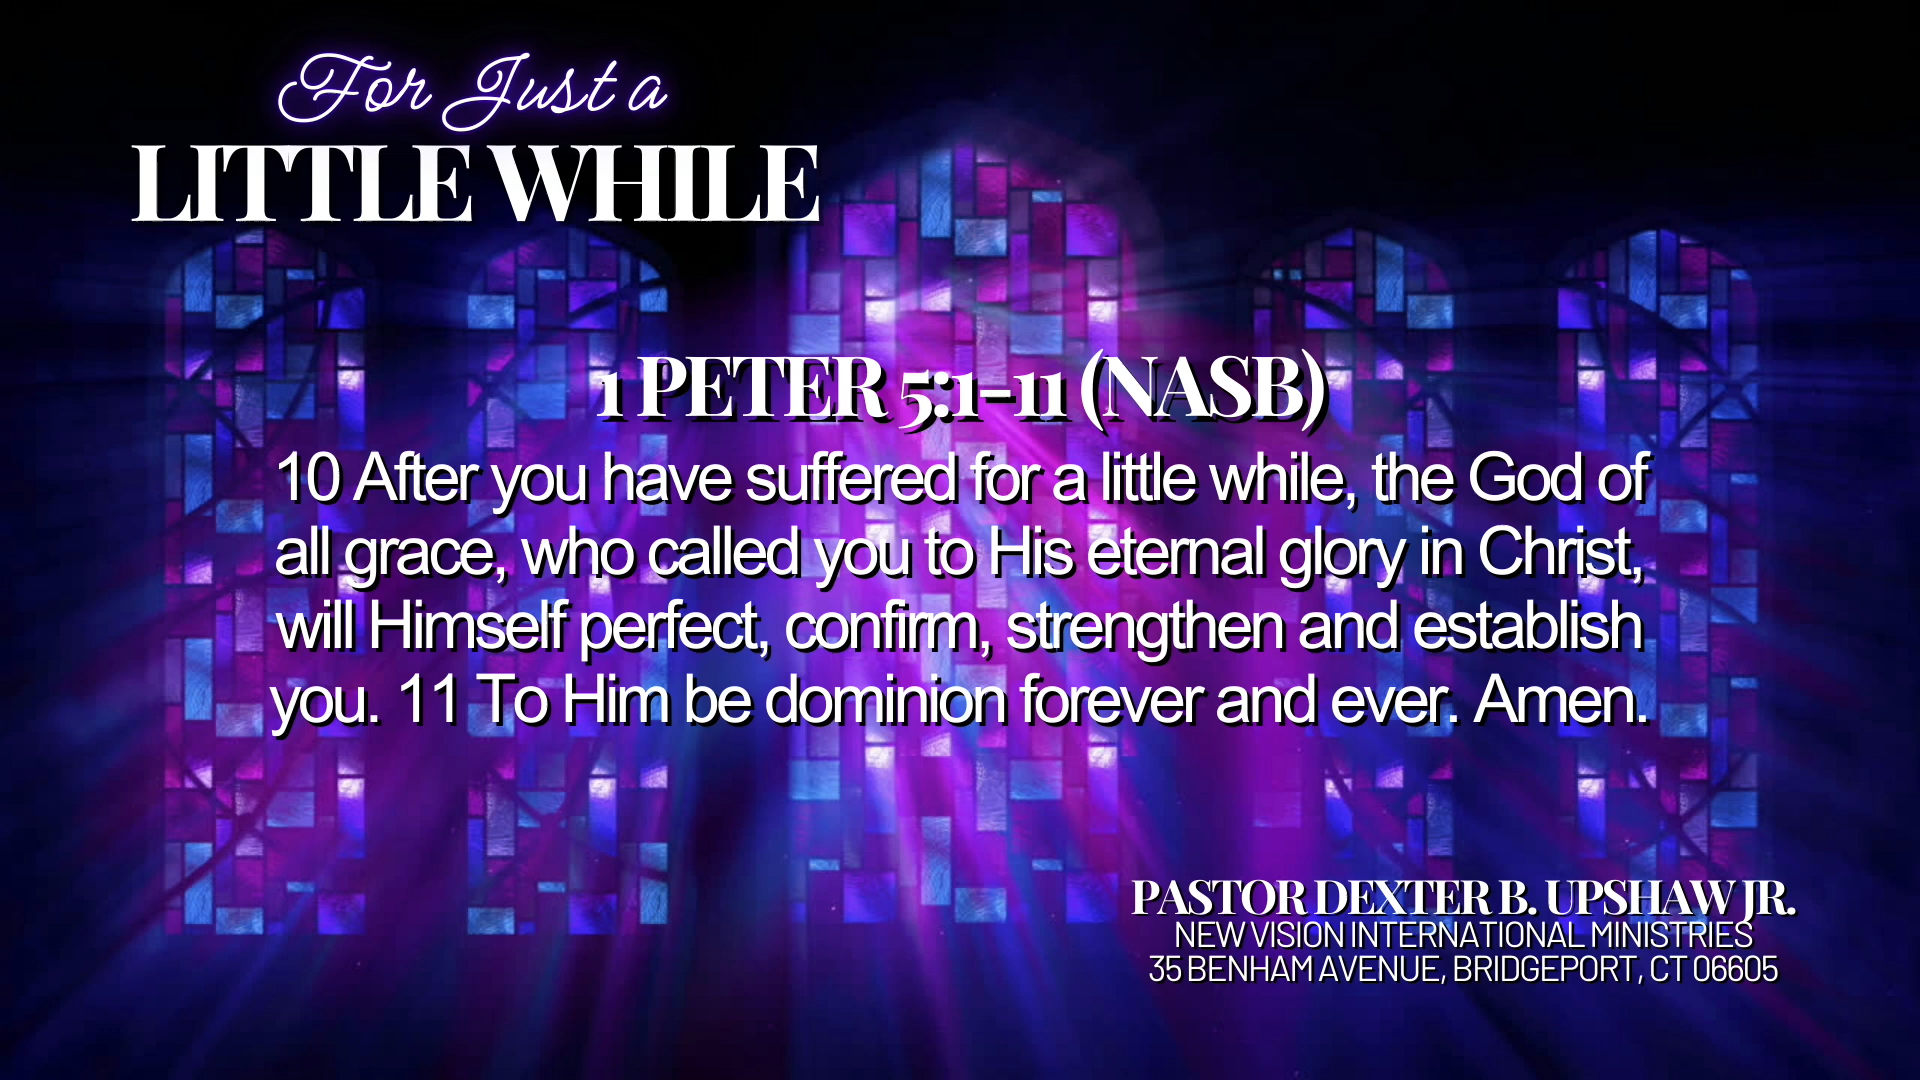 For Just a
LITTLE WHILE
1 PETER 5:1-11 (NASB)
10 After you have suffered for a little while, the God of
all grace, who called you to His eternal glory in Christ,
will Himself perfect, confirm, strengthen and establish
you. 11 To Him be dominion forever and ever. Amen.
PASTOR DEXTER B. UPSHAW JR.
NEW VISION INTERNATIONAL MINISTRIES
35 BENHAM AVENUE, BRIDGEPORT, CT 06605